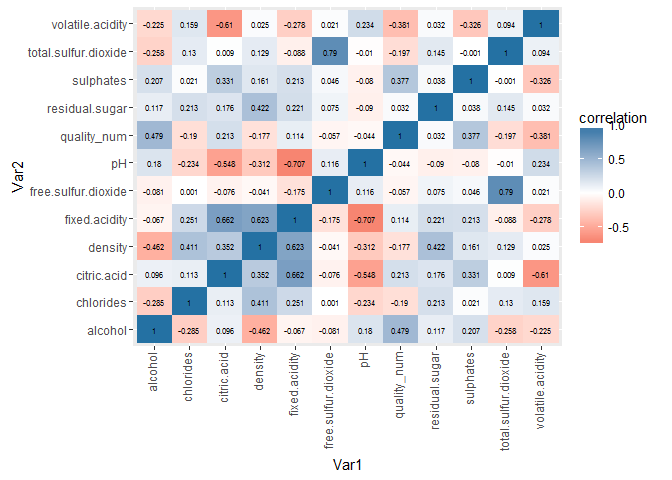 volatile.acidity -0.225 0.159 -0.61 0.025 -0.278 0.021 0.234 -0.381 0.032 -0.326 0.094 1
total.sulfur.dioxide -0.258 0.13 0.009 0.129 -0.088 0.79 -0.01 -0.197 0.145 -0.001 1 0.094
sulphates 0.207 0.021 0.331 0.161 0.213 0.046 -0.08 0.377 0.038 1 -0.001 -0.326
residual.sugar 0.117 0.213 0.176 0.422 0.221 0.075 -0.09 0.032 1 0.038 0.145 0.032
quality_num 0.479 -0.19 0.213 -0.177 0.114 -0.057 -0.044 1 0.032 0.377 -0.197 -0.381
pH 0.18 -0.234 -0.548 -0.312 -0.707 0.116 1 -0.044 -0.09 -0.08 -0.01 0.234
free.sulfur.dioxide -0.081 0.001 -0.076 -0.041 -0.175 1 0.116 -0.057 0.075 0.046 0.79 0.021
fixed.acidity -0.067 0.251 0.662 0.623 1 -0.175 -0.707 0.114 0.221 0.213 -0.088 -0.278
density -0.462 0.411 0.352 1 0.623 -0.041 -0.312 -0.177 0.422 0.161 0.129 0.025
citric.acid 0.096 0.113 1 0.352 0.662 -0.076 -0.548 0.213 0.176 0.331 0.009 -0.61
chlorides -0.285 1 0.113 0.411 0.251 0.001 -0.234 -0.19 0.213 0.021 0.13 0.159
alcohol 1 -0.285 0.096 -0.462 -0.067 -0.081 0.18 0.479 0.117 0.207 -0.258 -0.225
Var2
alcohol
chlorides
citric.acid
density
fixed.acidity
free.sulfur.dioxide
pH
quality_num
residual.sugar
sulphates
total.sulfur.dioxide
volatile.acidity
Var1
correlation
1.0
0.5
0.0
-0.5